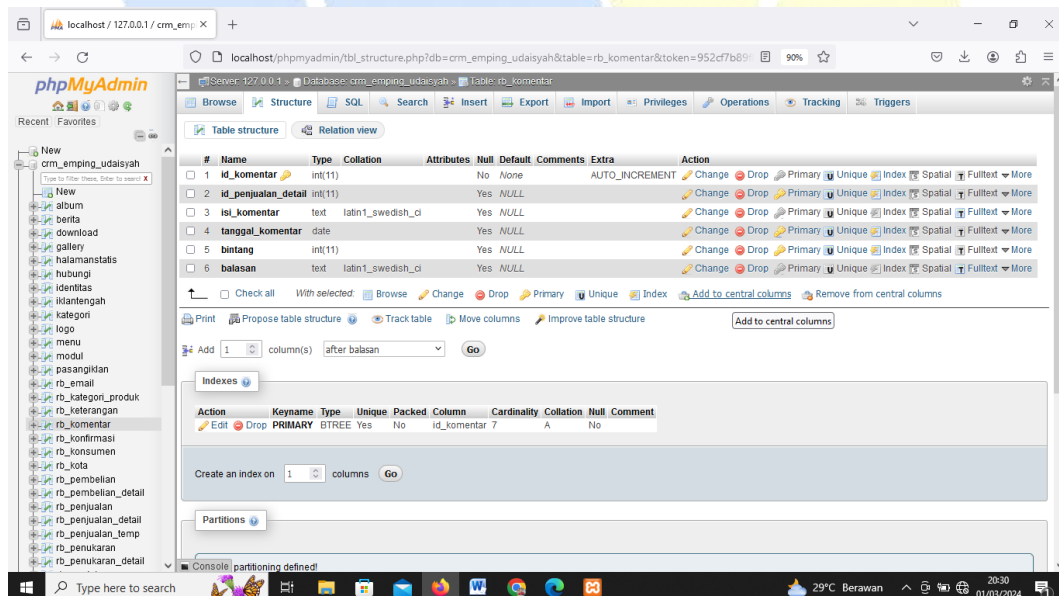 localhost / 127.0.0.1 / crm_emp
localhost/phpmyadmin/tbl_structure.php?db=crm_emping_udaisyah&table=rb_komentar&token=952cf7b89f
90%
phpMyAdmin
Recent Favorites
New
crm_emping_udaisyah
Type to filter these, Enter to search X
New
album
berita
download
gallery
halamanstatis
hubungi
identitas
iklantengah
kategori
logo
menu
modul
pasangiklan
rb_email
rb_kategori_produk
rb_keterangan
rb_komentar
rb_konfirmasi
rb_konsumen
rb_kota
rb_pembelian
rb_pembelian_detail
rb_penjualan
rb_penjualan_detail
rb_penjualan_temp
rb_penukaran
rb_penukaran_detail
Server: 127.0.0.1 » Database: crm_emping_udaisyah » Table: rb_komentar
Browse Structure SQL Search Insert Export Import Privileges Operations Tracking Triggers
Table structure Relation view
# Name Type Collation Attributes Null Default Comments Extra Action
1 id_komentar int(11) No None AUTO_INCREMENT Change Drop Primary Unique Index Spatial Fulltext More
2 id_penjualan_detail int(11) Yes NULL Change Drop Primary Unique Index Spatial Fulltext More
3 isi_komentar text latin1_swedish_ci Yes NULL Change Drop Primary Unique Index Spatial Fulltext More
4 tanggal_komentar date Yes NULL Change Drop Primary Unique Index Spatial Fulltext More
5 bintang int(11) Yes NULL Change Drop Primary Unique Index Spatial Fulltext More
6 balasan text latin1_swedish_ci Yes NULL Change Drop Primary Unique Index Spatial Fulltext More
Check all With selected: Browse Change Drop Primary Unique Index Add to central columns Remove from central columns
Print Propose table structure Track table Move columns Improve table structure
Add to central columns
Add 1 column(s) after balasan Go
Indexes
Action Keyname Type Unique Packed Column Cardinality Collation Null Comment
Edit Drop PRIMARY BTREE Yes No id_komentar 7 A No
Create an index on 1 columns Go
Partitions
Console partitioning defined!
Type here to search
29°C Berawan
20:30
01/03/2024